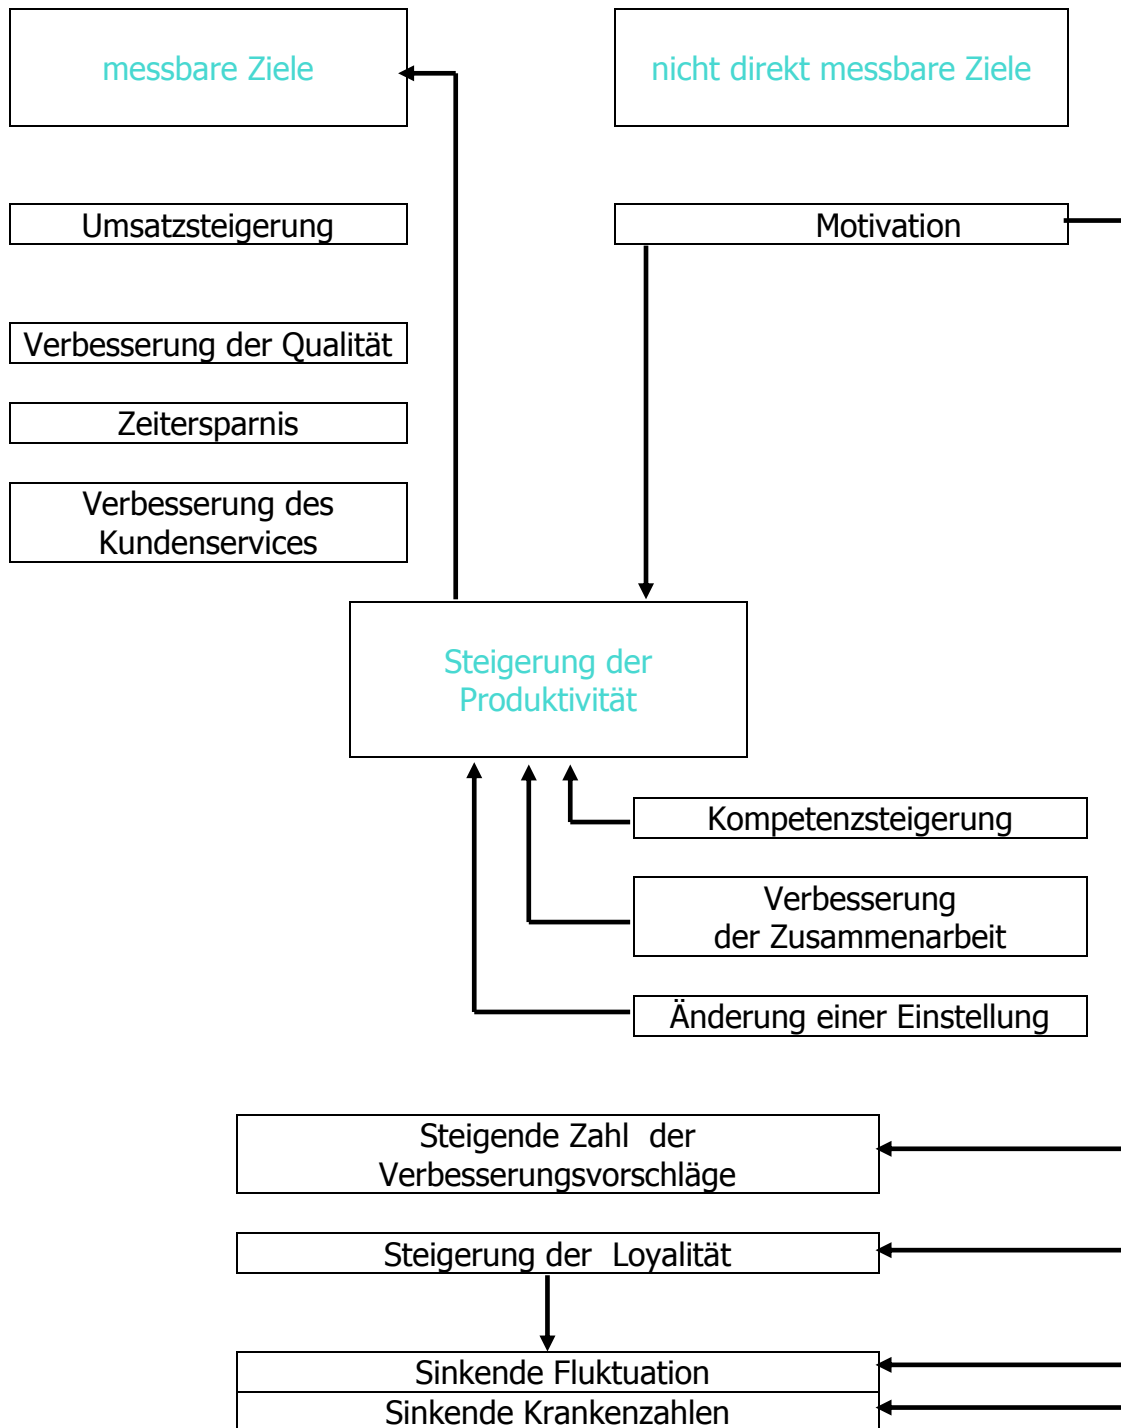 messbare Ziele
nicht direkt messbare Ziele
Umsatzsteigerung
Motivation
Verbesserung der Qualität
Zeitersparnis
Verbesserung des
Kundenservices
Steigerung der
Produktivität
Kompetenzsteigerung
Verbesserung
der Zusammenarbeit
Änderung einer Einstellung
Steigende Zahl der
Verbesserungsvorschläge
Steigerung der Loyalität
Sinkende Fluktuation
Sinkende Krankenzahlen